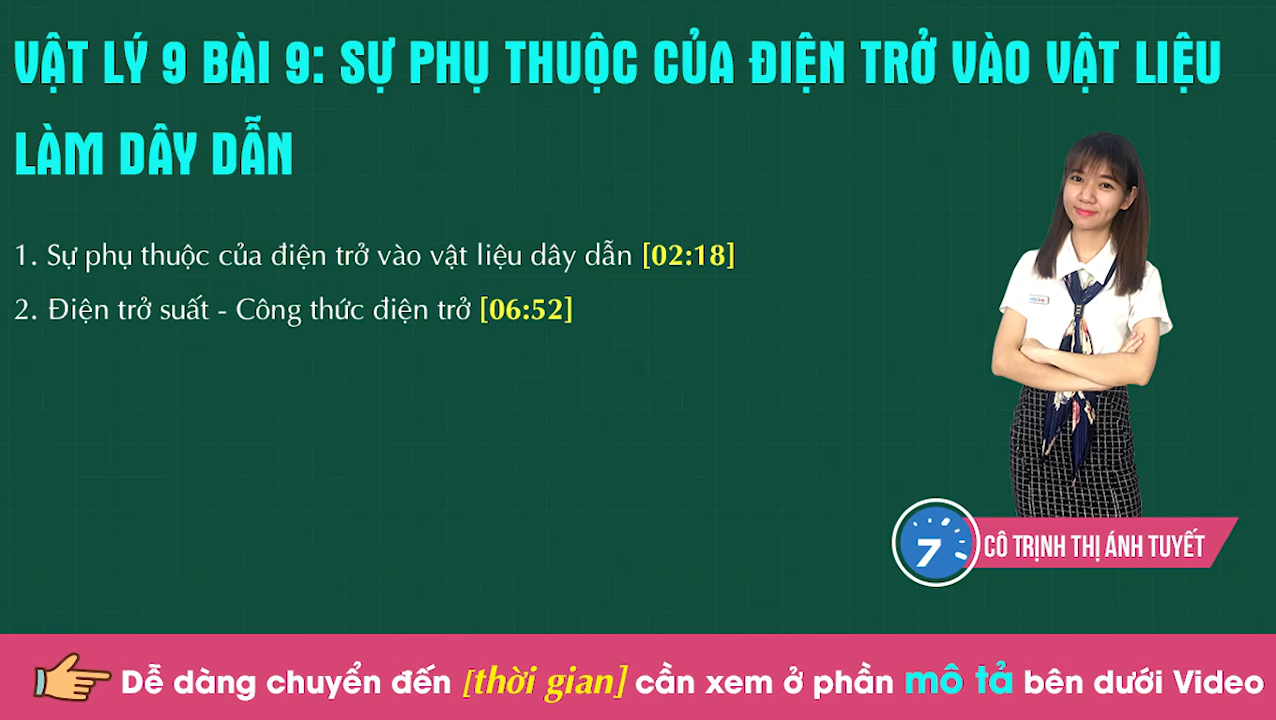 VẬT LÝ 9 BÀI 9: SỰ PHỤ THUỘC CỦA ĐIỆN TRỞ VÀO VẬT LIỆU
LÀM DÂY DẪN
1. Sự phụ thuộc của điện trở vào vật liệu dây dẫn [02:18]
2. Điện trở suất - Công thức điện trở [06:52]
7
CÔ TRỊNH THỊ ÁNH TUYẾT
Dễ dàng chuyển đến [thời gian] cần xem ở phần mô tả bên dưới Video